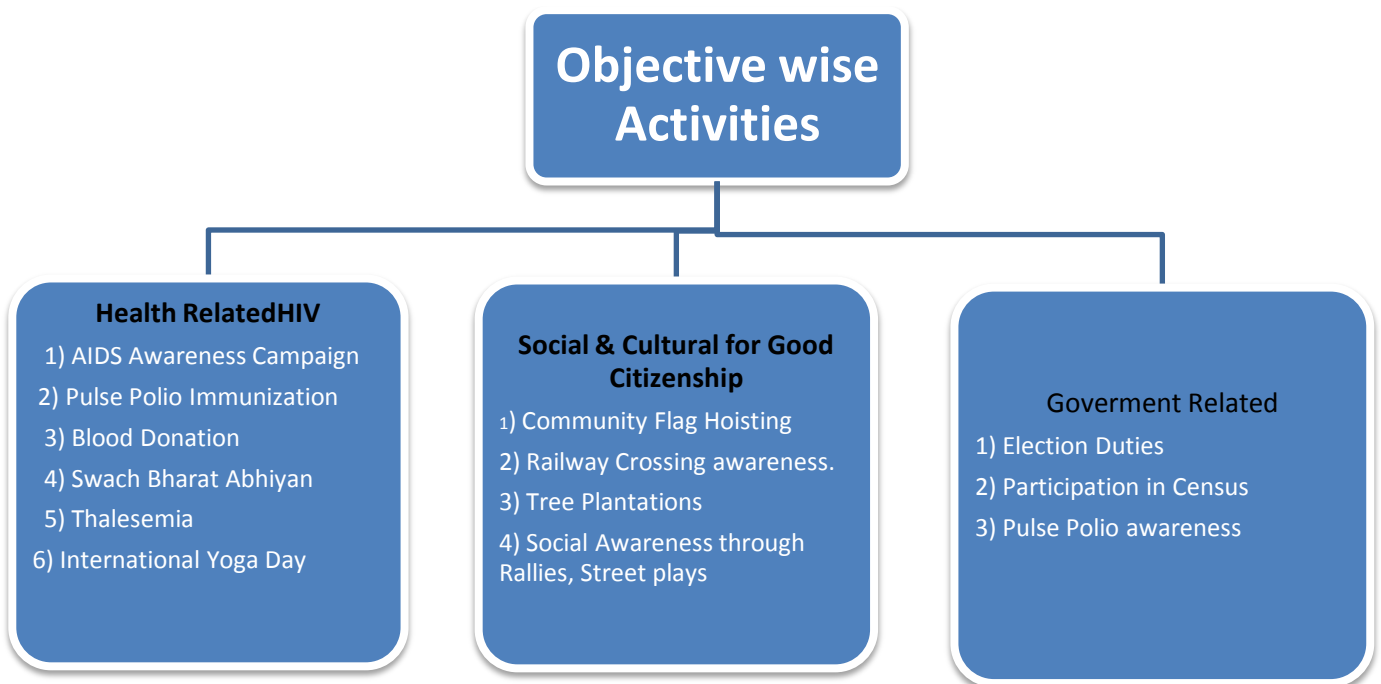 Objective wise
Activities
Health RelatedHIV
1) AIDS Awareness Campaign
2) Pulse Polio Immunization
3) Blood Donation
4) Swach Bharat Abhiyan
5) Thalesemia
6) International Yoga Day
Social & Cultural for Good
Citizenship
1) Community Flag Hoisting
2) Railway Crossing awareness.
3) Tree Plantations
4) Social Awareness through
Rallies, Street plays
Goverment Related
1) Election Duties
2) Participation in Census
3) Pulse Polio awareness